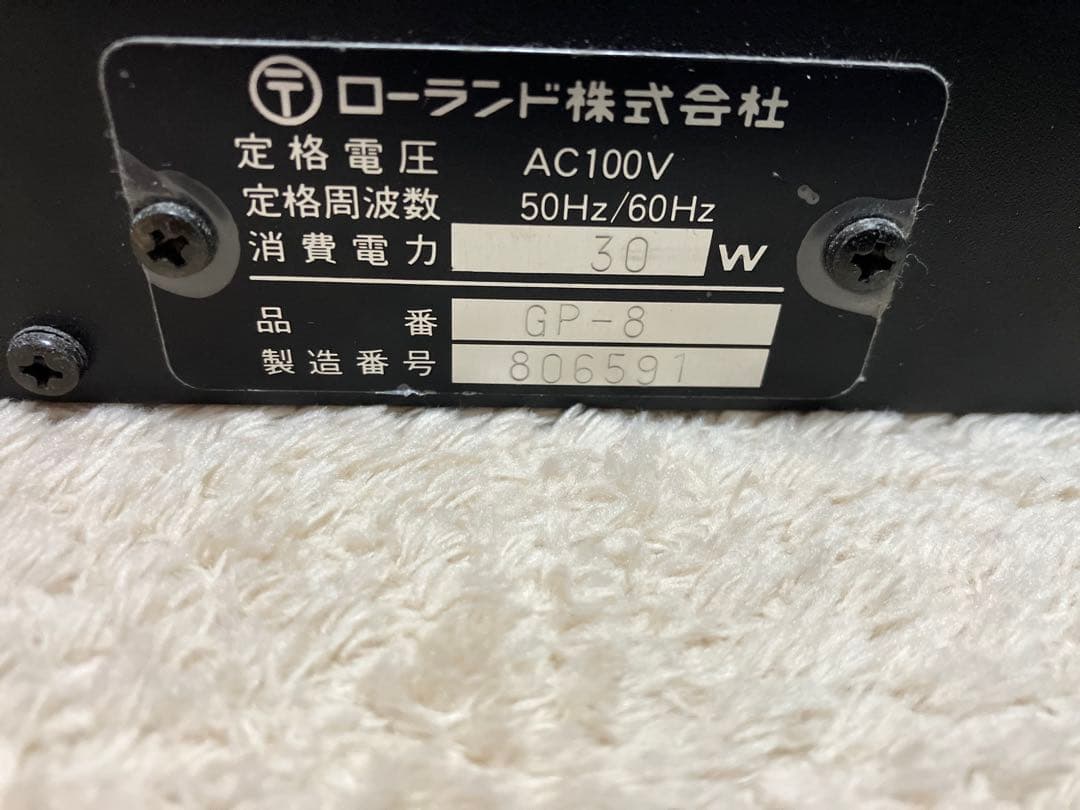 〒 ローランド株式会社
定格電圧 AC100V
定格周波数 50Hz/60Hz
消費電力 30 W
品番 GP-8
製造番号 806591